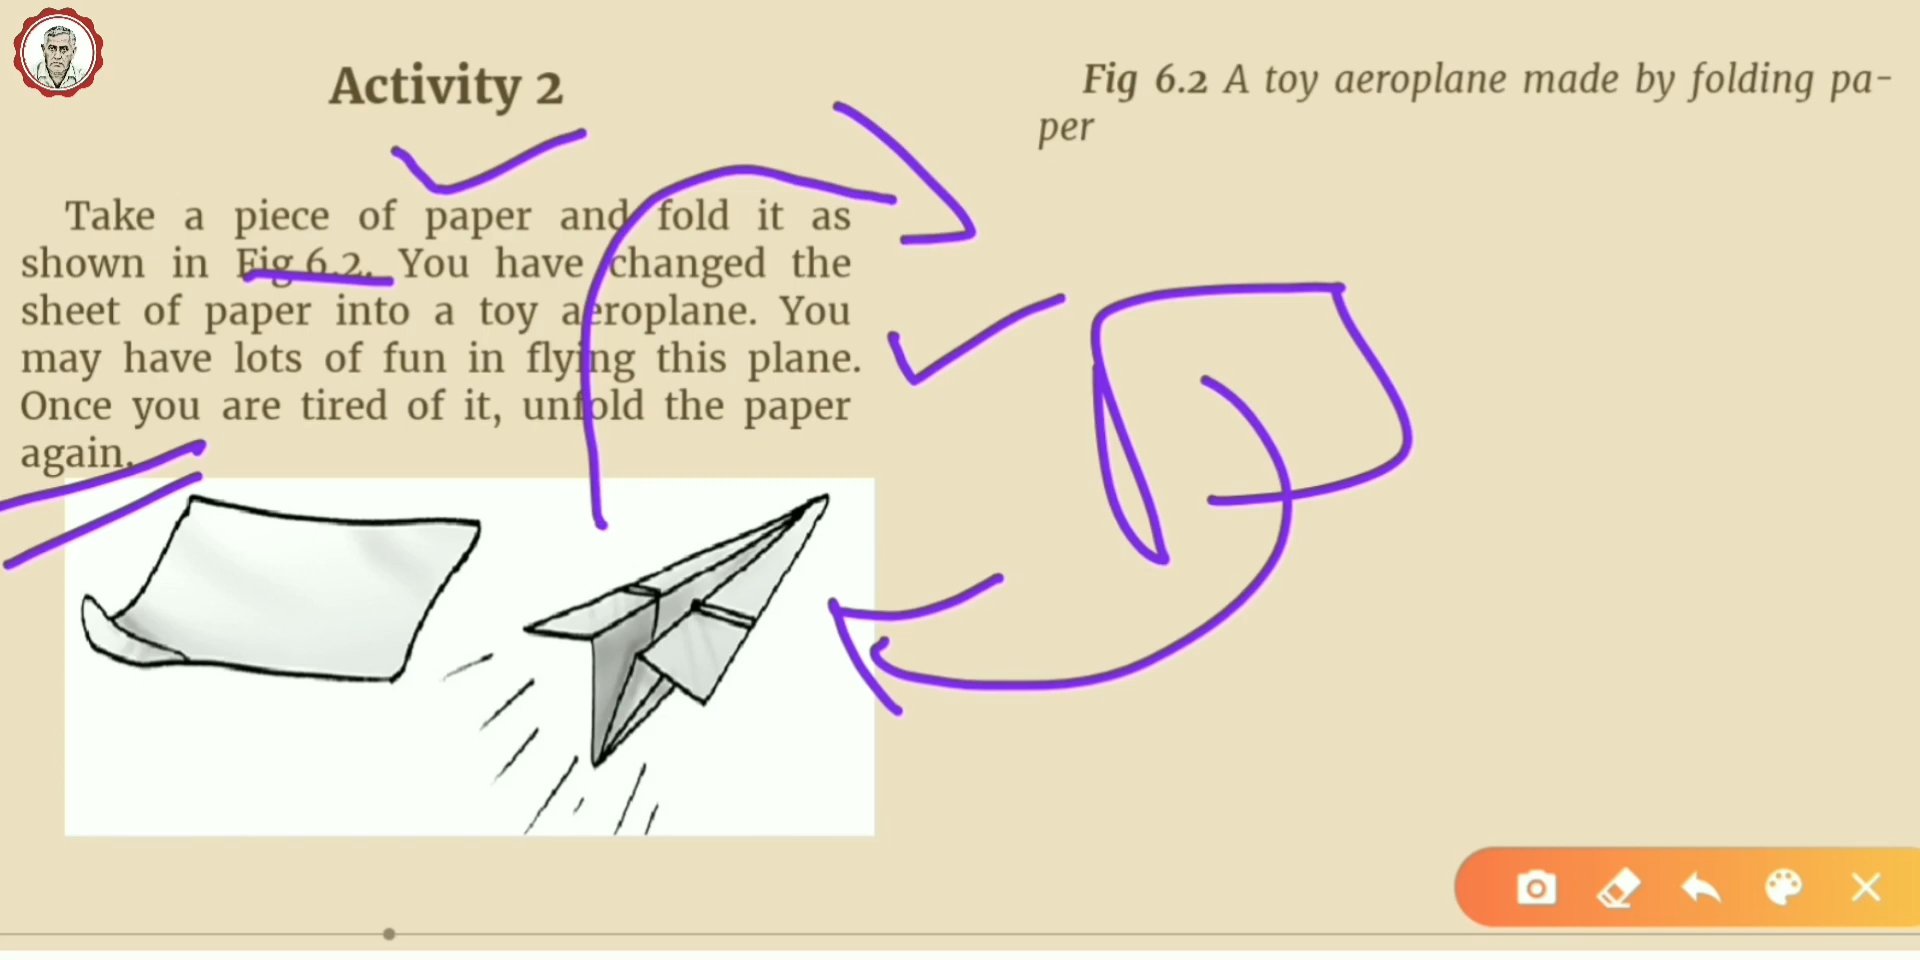 Activity 2
Take a piece of paper and fold it as
shown in Fig 6.2. You have changed the
sheet of paper into a toy aeroplane. You
may have lots of fun in flying this plane.
Once you are tired of it, unfold the paper
again.
Fig 6.2 A toy aeroplane made by folding pa-
per